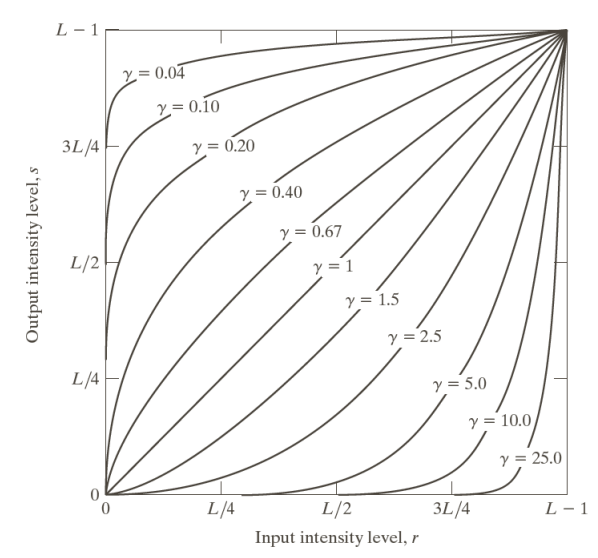 L − 1
γ = 0.04
γ = 0.10
3L/4
γ = 0.20
γ = 0.40
γ = 0.67
L/2
γ = 1
γ = 1.5
γ = 2.5
L/4
γ = 5.0
γ = 10.0
γ = 25.0
0
0
L/4
L/2
3L/4
L − 1
Output intensity level, s
Input intensity level, r